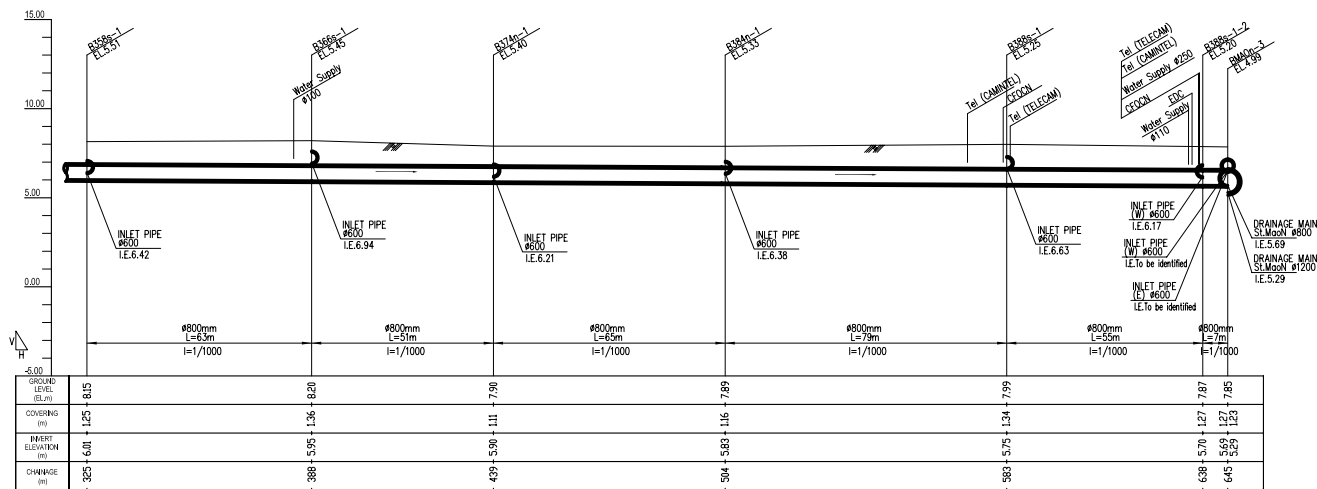 15.00
10.00
5.00
0.00
-5.00
V
H
B358s-1
EL.5.51
B366s-1
EL.5.45
B374n-1
EL.5.40
B384n-1
EL.5.33
B388s-1
EL.5.25
B388s-1-2
EL.5.20
BMAOn-3
EL.4.99
Water Supply
ø100
Tel (CAMINTEL)
CFOCN
Tel (TELECAM)
Tel (TELECAM)
Tel (CAMINTEL)
Water Supply ø250
CFOCN
EDC
Water Supply
ø110
INLET PIPE
ø600
I.E.6.42
INLET PIPE
ø600
I.E.6.94
INLET PIPE
ø600
I.E.6.21
INLET PIPE
ø600
I.E.6.38
INLET PIPE
ø600
I.E.6.63
INLET PIPE
(W) ø600
I.E.6.17
INLET PIPE
(W) ø600
I.E.To be identified
INLET PIPE
(E) ø600
I.E.To be identified
DRAINAGE MAIN
St.MaoN ø800
I.E.5.69
DRAINAGE MAIN
St.MaoN ø1200
I.E.5.29
ø800mm
L=63m
I=1/1000
ø800mm
L=51m
I=1/1000
ø800mm
L=65m
I=1/1000
ø800mm
L=79m
I=1/1000
ø800mm
L=55m
I=1/1000
ø800mm
L=7m
I=1/1000
GROUND
LEVEL
(EL.m)
8.15 8.20 7.90 7.89 7.99 7.87 7.85
COVERING
(m)
1.25 1.36 1.11 1.16 1.34 1.27 1.27 1.23
INVERT
ELEVATION
(m)
6.01 5.95 5.90 5.83 5.75 5.70 5.69 5.29
CHAINAGE
(m)
325 388 439 504 583 638 645